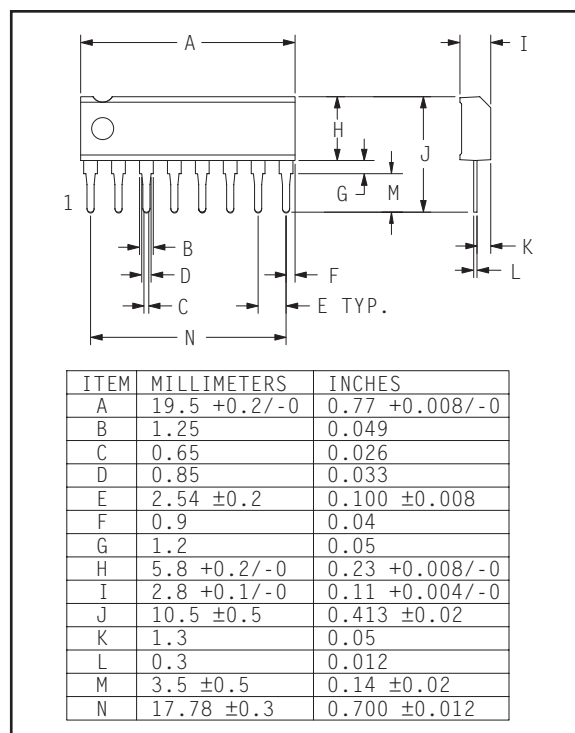 A
I
H
J
G
M
1
K
B
F
L
D
E TYP.
C
N
ITEM MILLIMETERS INCHES
A 19.5 +0.2/-0 0.77 +0.008/-0
B 1.25 0.049
C 0.65 0.026
D 0.85 0.033
E 2.54 ±0.2 0.100 ±0.008
F 0.9 0.04
G 1.2 0.05
H 5.8 +0.2/-0 0.23 +0.008/-0
I 2.8 +0.1/-0 0.11 +0.004/-0
J 10.5 ±0.5 0.413 ±0.02
K 1.3 0.05
L 0.3 0.012
M 3.5 ±0.5 0.14 ±0.02
N 17.78 ±0.3 0.700 ±0.012